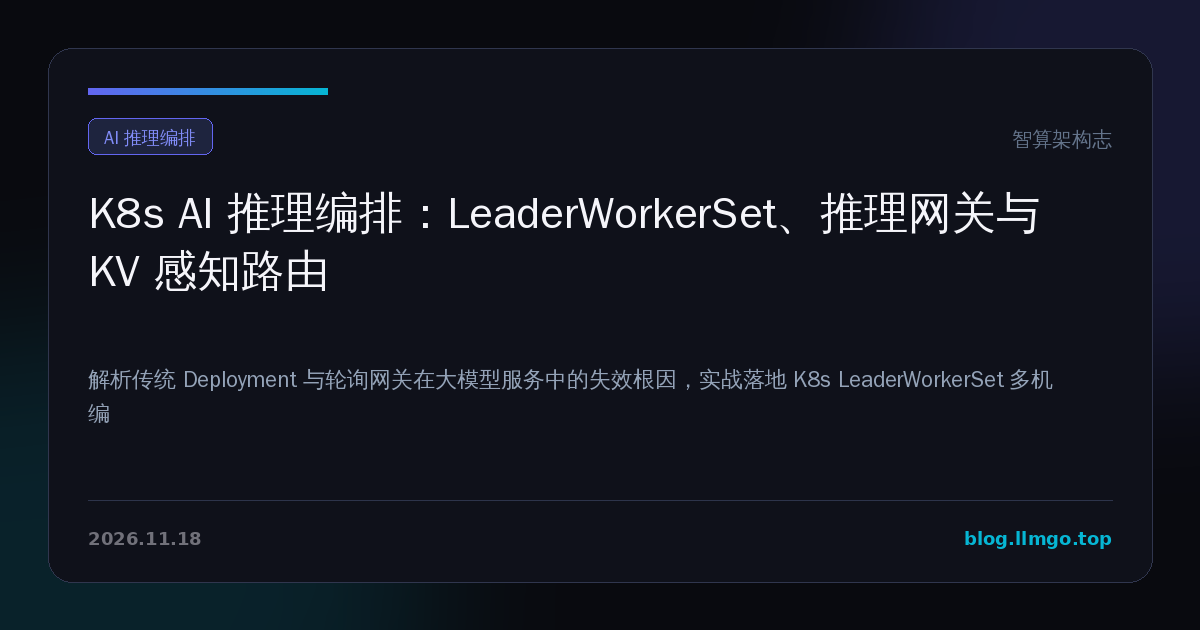 AI 推理编排
智算架构志
K8s AI 推理编排：LeaderWorkerSet、推理网关与
KV 感知路由
解析传统 Deployment 与轮询网关在大模型服务中的失效根因，实战落地 K8s LeaderWorkerSet 多机
编
2026.11.18
blog.llmgo.top